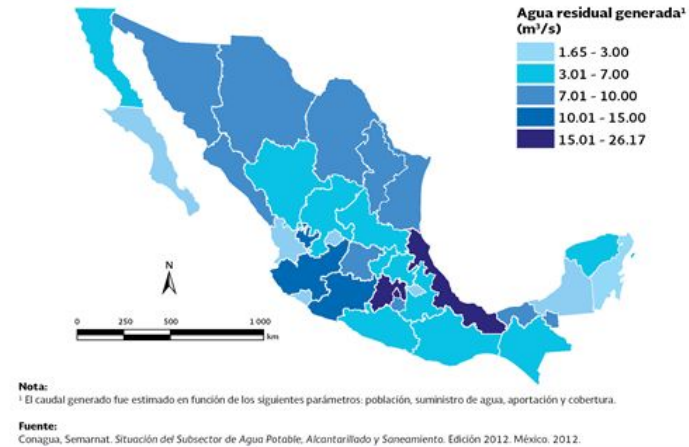 Agua residual generada¹
(m³/s)
1.65 - 3.00
3.01 - 7.00
7.01 - 10.00
10.01 - 15.00
15.01 - 26.17
N
0 250 500 1 000
km
Nota:
¹ El caudal generado fue estimado en función de los siguientes parámetros: población, suministro de agua, aportación y cobertura.
Fuente:
Conagua, Semarnat. Situación del Subsector de Agua Potable, Alcantarillado y Saneamiento. Edición 2012. México. 2012.